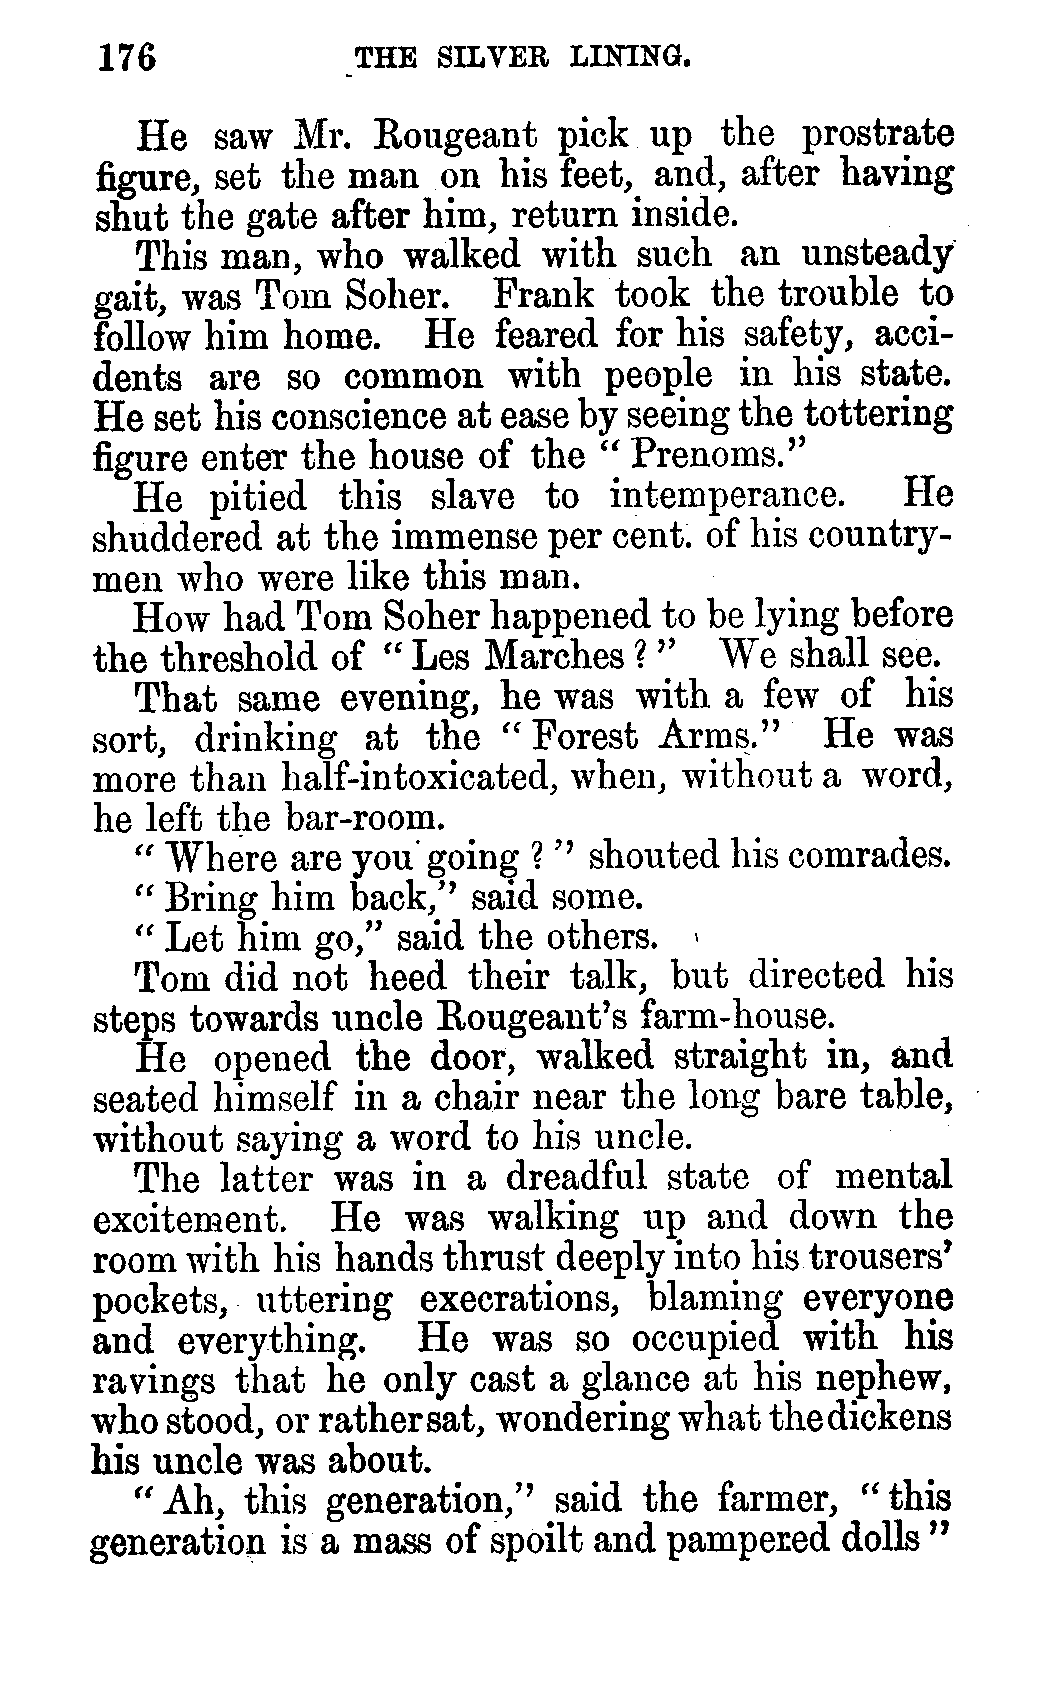 176 THE SILVER LINING.
He saw Mr. Rougeant pick up the prostrate
figure, set the man on his feet, and, after having
shut the gate after him, return inside.
This man, who walked with such an unsteady
gait, was Tom Soher. Frank took the trouble to
follow him home. He feared for his safety, acci-
dents are so common with people in his state.
He set his conscience at ease by seeing the tottering
figure enter the house of the “ Prenoms.”
He pitied this slave to intemperance. He
shuddered at the immense per cent. of his country-
men who were like this man.
How had Tom Soher happened to be lying before
the threshold of “ Les Marches ? ” We shall see.
That same evening, he was with a few of his
sort, drinking at the “ Forest Arms.” He was
more than half-intoxicated, when, without a word,
he left the bar-room.
“ Where are you going ? ” shouted his comrades.
“ Bring him back,” said some.
“ Let him go,” said the others.
Tom did not heed their talk, but directed his
steps towards uncle Rougeant’s farm-house.
He opened the door, walked straight in, and
seated himself in a chair near the long bare table,
without saying a word to his uncle.
The latter was in a dreadful state of mental
excitement. He was walking up and down the
room with his hands thrust deeply into his trousers’
pockets, uttering execrations, blaming everyone
and everything. He was so occupied with his
ravings that he only cast a glance at his nephew,
who stood, or rather sat, wondering what the dickens
his uncle was about.
“ Ah, this generation,” said the farmer, “ this
generation is a mass of spoilt and pampered dolls ”